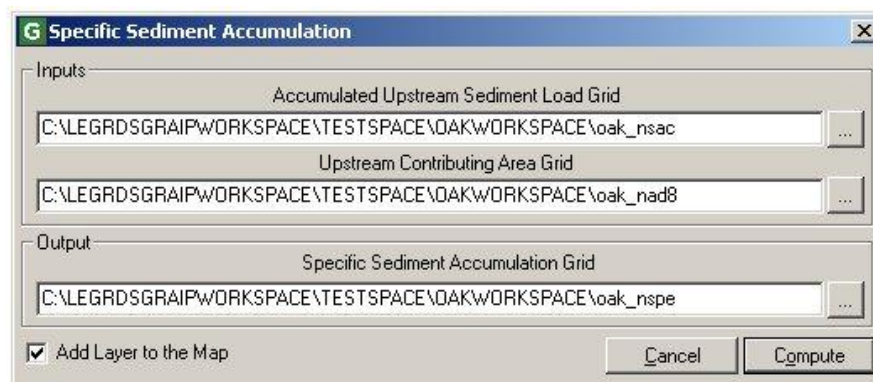 G Specific Sediment Accumulation
Inputs
Accumulated Upstream Sediment Load Grid
C:\LEGRDSGRAIPWORKSPACE\TESTSPACE\OAKWORKSPACE\oak_nsac ...
Upstream Contributing Area Grid
C:\LEGRDSGRAIPWORKSPACE\TESTSPACE\OAKWORKSPACE\oak_nad8 ...
Output
Specific Sediment Accumulation Grid
C:\LEGRDSGRAIPWORKSPACE\TESTSPACE\OAKWORKSPACE\oak_nspe ...
Add Layer to the Map Cancel Compute